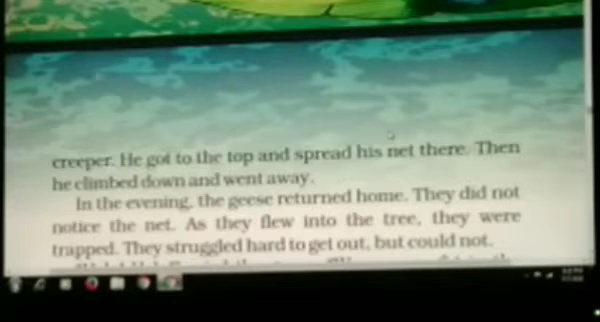 creeper. He got to the top and spread his net there. Then
he climbed down and went away.
In the evening, the geese returned home. They did not
notice the net. As they flew into the tree, they were
trapped. They struggled hard to get out, but could not.